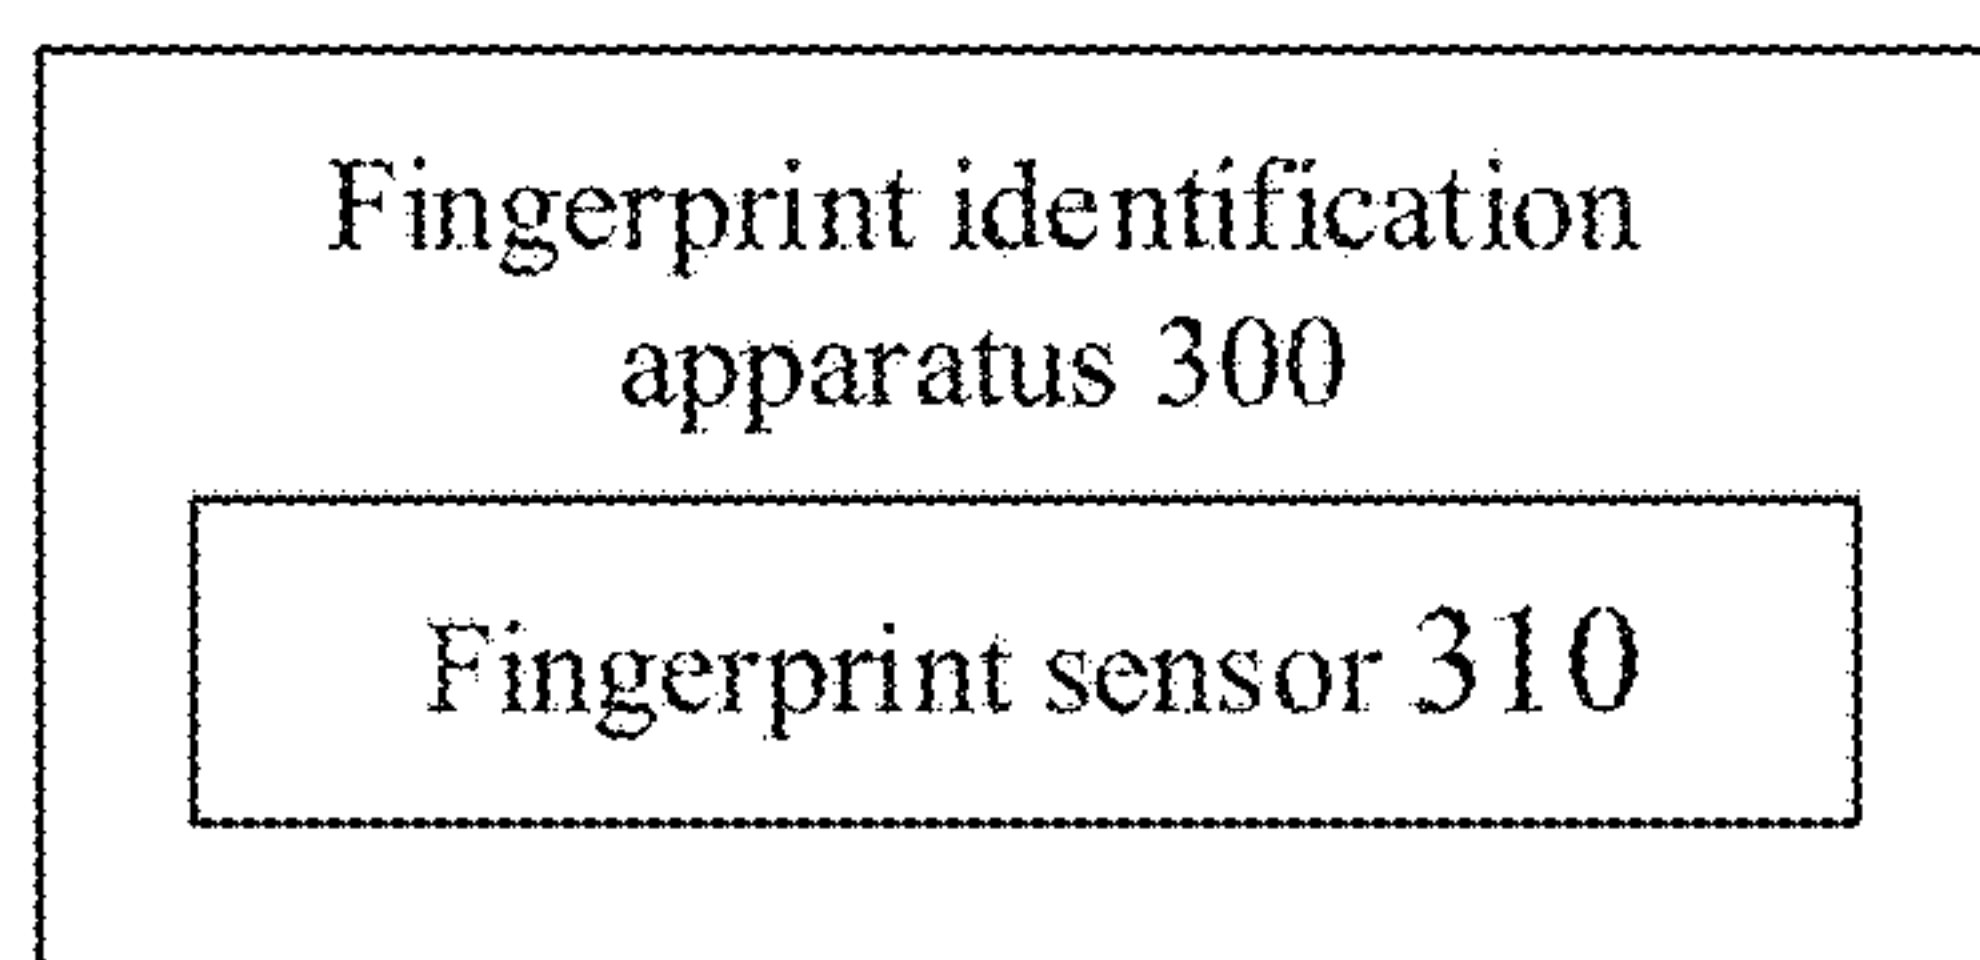 Fingerprint identification
apparatus 300
Fingerprint sensor 310